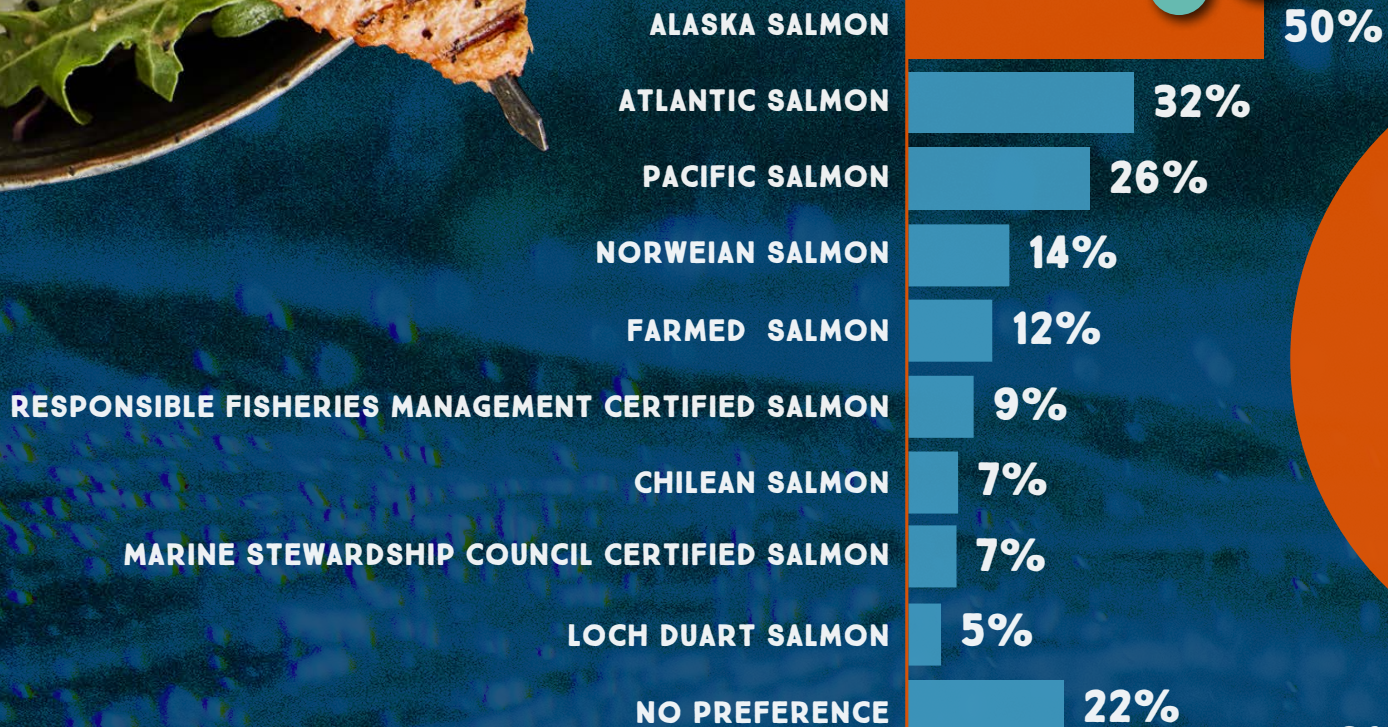 ALASKA SALMON 50%
ATLANTIC SALMON 32%
PACIFIC SALMON 26%
NORWEIAN SALMON 14%
FARMED SALMON 12%
RESPONSIBLE FISHERIES MANAGEMENT CERTIFIED SALMON 9%
CHILEAN SALMON 7%
MARINE STEWARDSHIP COUNCIL CERTIFIED SALMON 7%
LOCH DUART SALMON 5%
NO PREFERENCE 22%